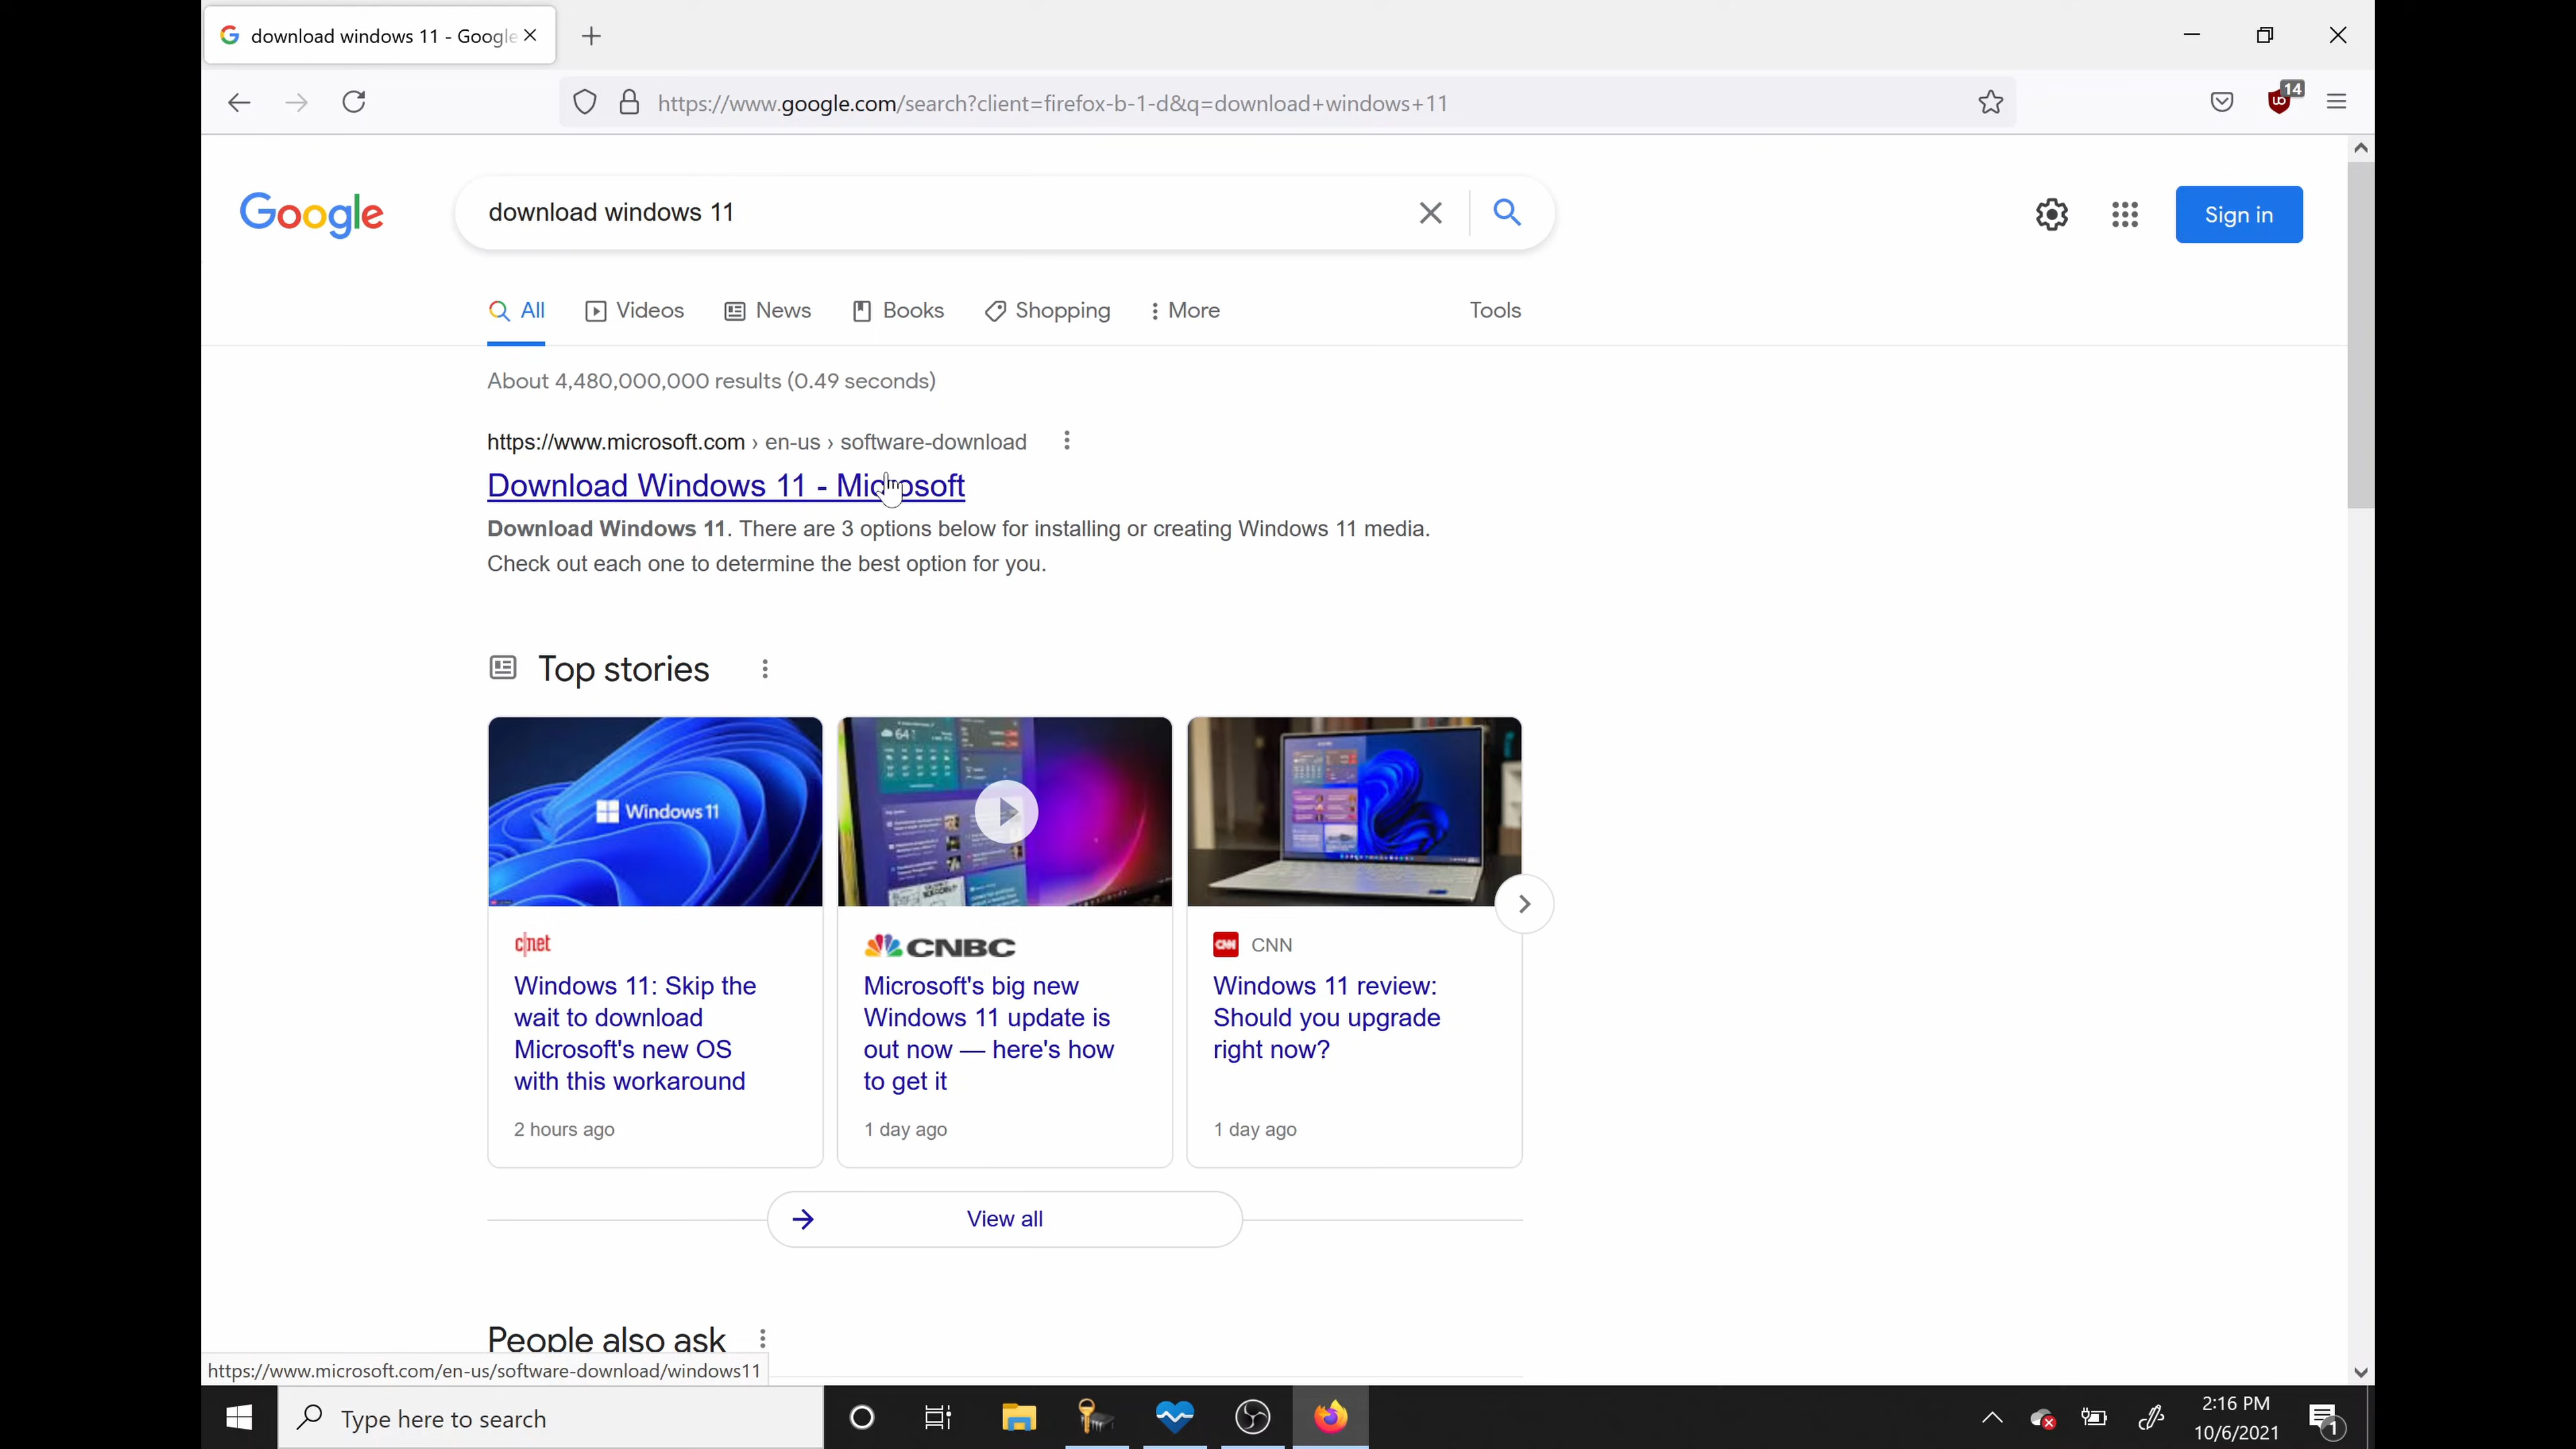 download windows 11 - Google
https://www.google.com/search?client=firefox-b-1-d&q=download+windows+11
14
Google
download windows 11
Sign in
All
Videos
News
Books
Shopping
More
Tools
About 4,480,000,000 results (0.49 seconds)
https://www.microsoft.com › en-us › software-download
Download Windows 11 - Microsoft
Download Windows 11. There are 3 options below for installing or creating Windows 11 media.
Check out each one to determine the best option for you.
Top stories
Windows 11
64
c|net
Windows 11: Skip the
wait to download
Microsoft's new OS
with this workaround
2 hours ago
CNBC
Microsoft's big new
Windows 11 update is
out now — here's how
to get it
1 day ago
CNN
CNN
Windows 11 review:
Should you upgrade
right now?
1 day ago
View all
People also ask
https://www.microsoft.com/en-us/software-download/windows11
Type here to search
2:16 PM
10/6/2021
1